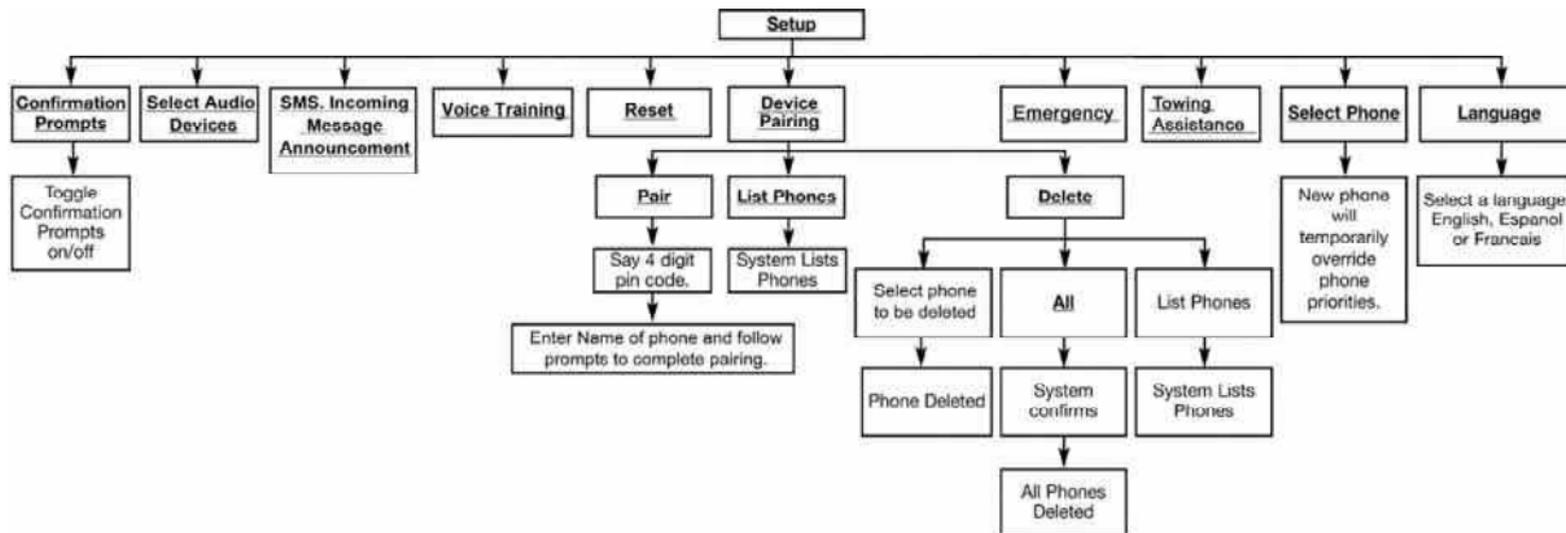 Setup
Confirmation
Prompts
Select Audio
Devices
SMS. Incoming
Message
Announcement
Voice Training
Reset
Device
Pairing
Emergency
Towing
Assistance
Select Phone
Language
Toggle
Confirmation
Prompts
on/off
Pair
List Phones
Delete
New phone
will
temporarily
override
phone
priorities.
Select a language
English, Espanol
or Francais
Say 4 digit
pin code.
System Lists
Phones
Select phone
to be deleted
All
List Phones
Enter Name of phone and follow
prompts to complete pairing.
Phone Deleted
System
confirms
System Lists
Phones
All Phones
Deleted